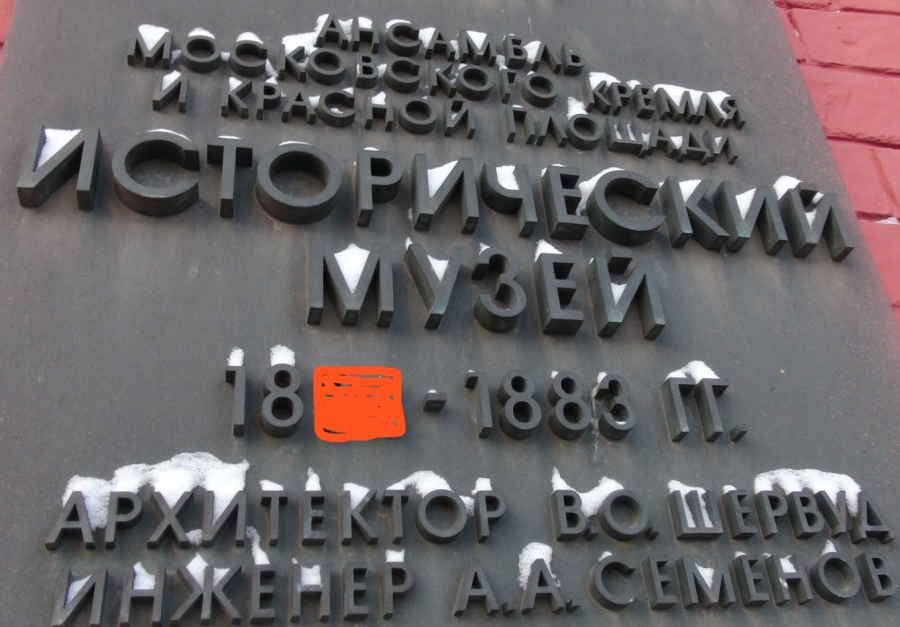 АНСАМБЛЬ
МОСКОВСКОГО КРЕМЛЯ
И КРАСНОЙ ПЛОЩАДИ
ИСТОРИЧЕСКИЙ
МУЗЕЙ
18 - 1883 ГГ.
АРХИТЕКТОР В.О. ШЕРВУД
ИНЖЕНЕР А.А. СЕМЕНОВ